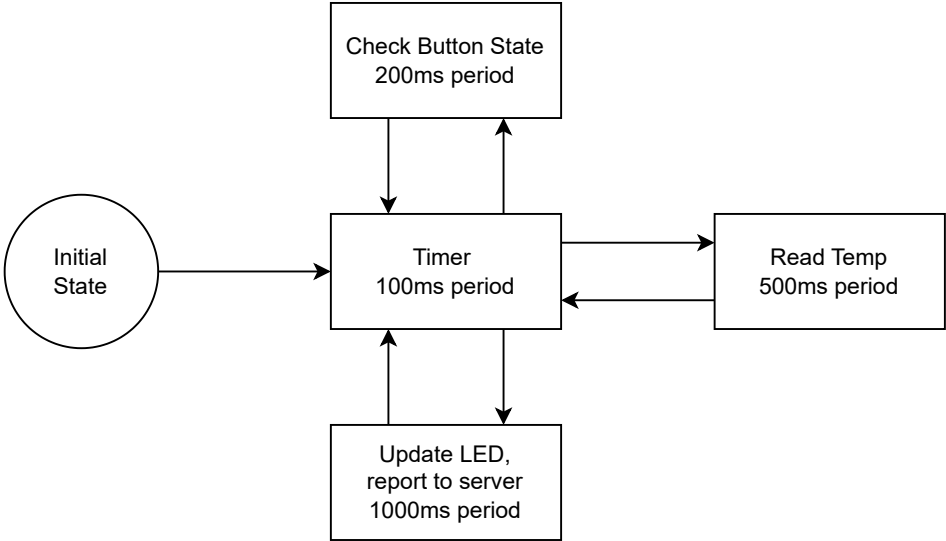 Check Button State
200ms period
Initial
State
Timer
100ms period
Read Temp
500ms period
Update LED,
report to server
1000ms period